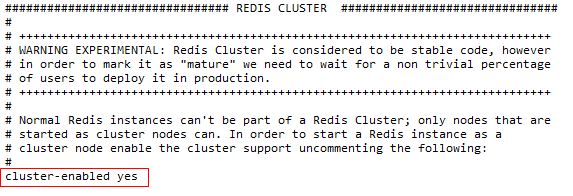 ################################ REDIS CLUSTER ###############################
#
# ++++++++++++++++++++++++++++++++++++++++++++++++++++++++++++++++++++++++++++
# WARNING EXPERIMENTAL: Redis Cluster is considered to be stable code, however
# in order to mark it as "mature" we need to wait for a non trivial percentage
# of users to deploy it in production.
# ++++++++++++++++++++++++++++++++++++++++++++++++++++++++++++++++++++++++++++
#
# Normal Redis instances can't be part of a Redis Cluster; only nodes that are
# started as cluster nodes can. In order to start a Redis instance as a
# cluster node enable the cluster support uncommenting the following:
#
cluster-enabled yes